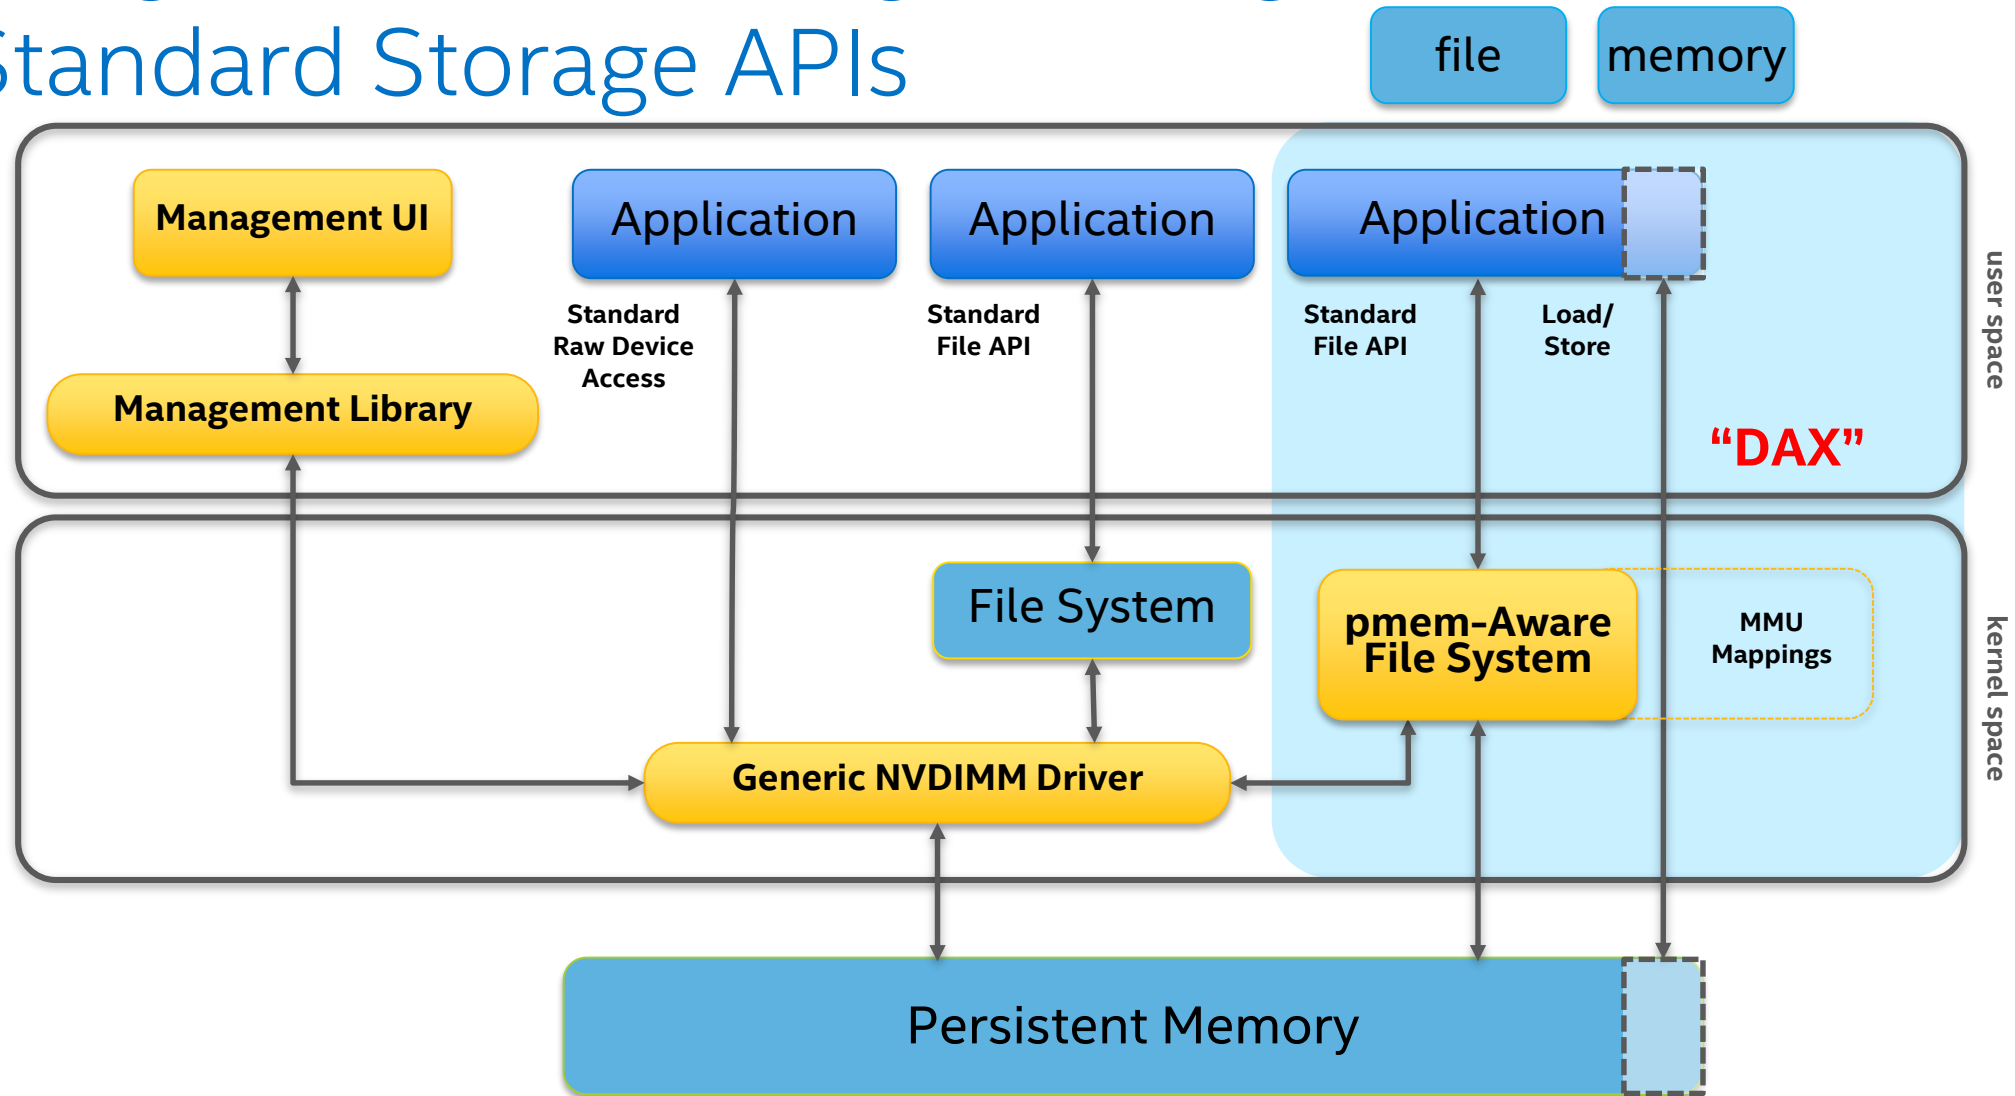 Standard Storage APIs
file
memory
Management UI
Application
Application
Application
Standard
Raw Device
Access
Standard
File API
Standard
File API
Load/
Store
Management Library
“DAX”
user space
File System
pmem-Aware
File System
MMU
Mappings
kernel space
Generic NVDIMM Driver
Persistent Memory